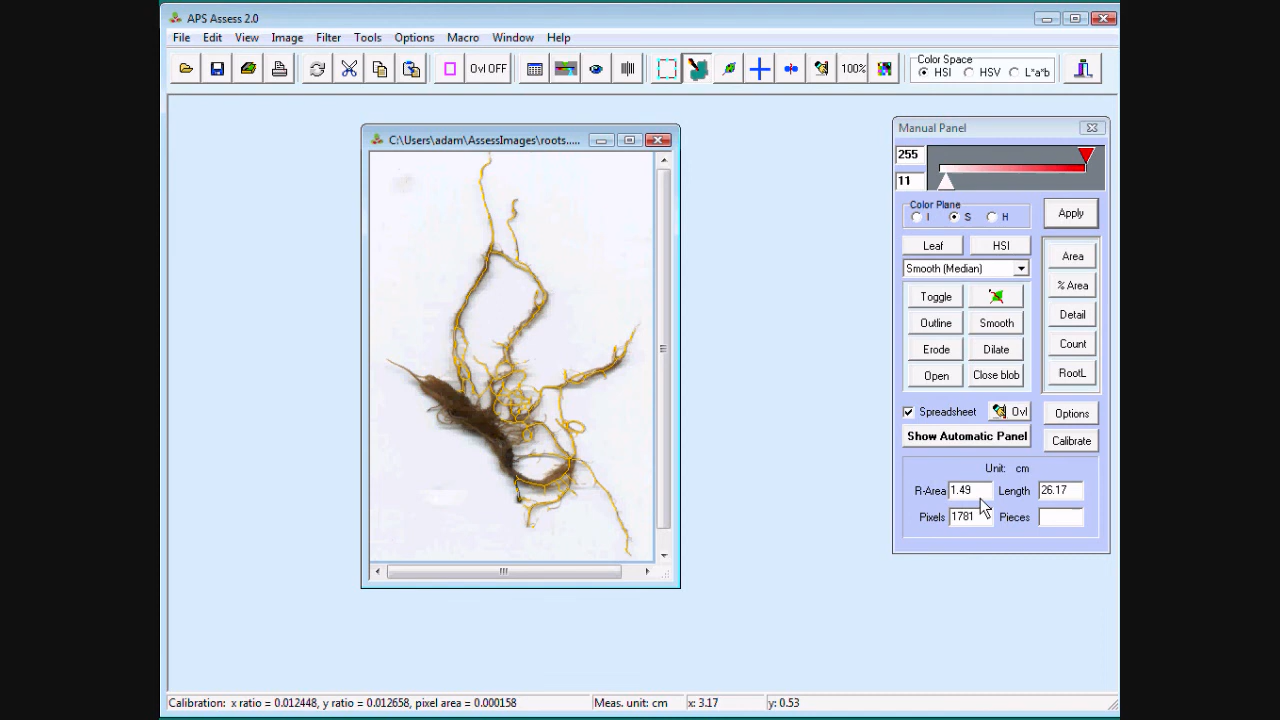 APS Assess 2.0
File Edit View Image Filter Tools Options Macro Window Help
Ovl OFF 100% Color Space HSI HSV L*a*b
C:\Users\adam\AssessImages\roots.....
Manual Panel
255
11
Color Plane
I S H
Apply
Leaf HSI
Smooth (Median)
Area
Toggle
% Area
Outline Smooth
Detail
Erode Dilate
Count
Open Close blob
RootL
Spreadsheet Ovl Options
Show Automatic Panel Calibrate
Unit: cm
R-Area 1.49 Length 26.17
Pixels 1781 Pieces
Calibration: x ratio = 0.012448, y ratio = 0.012658, pixel area = 0.000158 Meas. unit: cm x: 3.17 y: 0.53